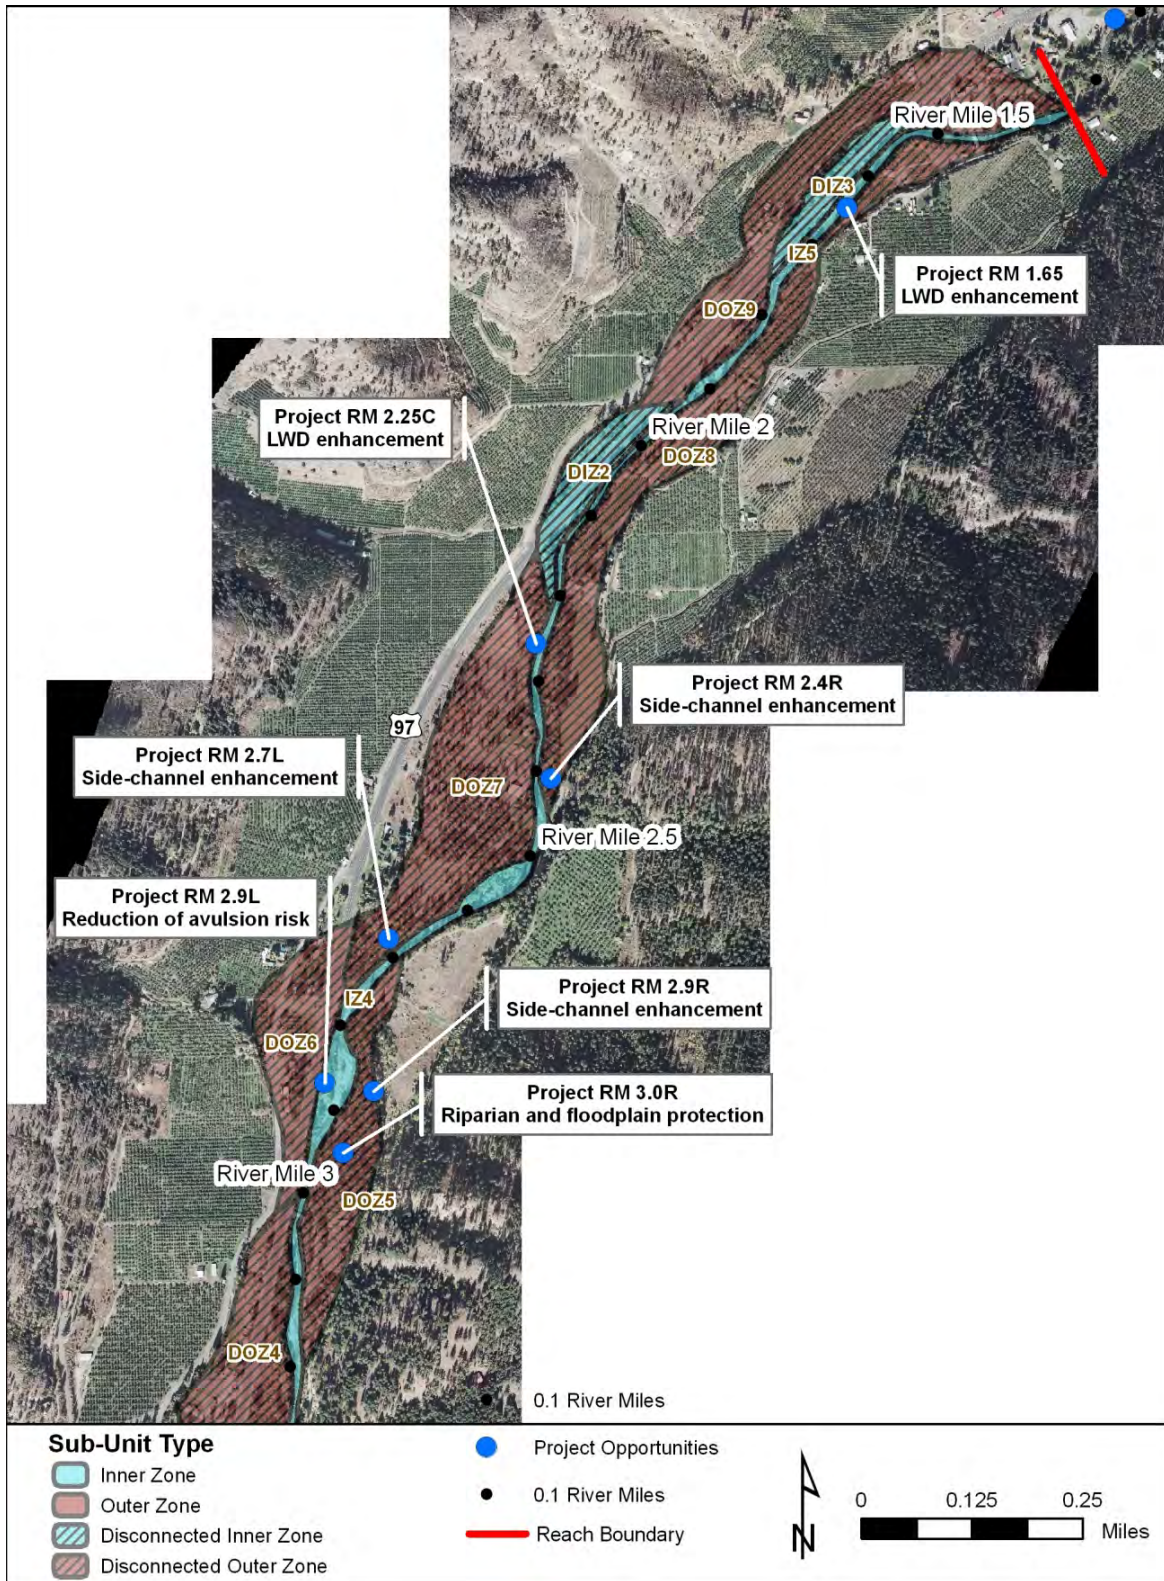 River Mile 1.5
DIZ3
IZ5
Project RM 1.65
LWD enhancement
DOZ9
Project RM 2.25C
LWD enhancement
River Mile 2
DOZ8
DIZ2
Project RM 2.4R
Side-channel enhancement
97
Project RM 2.7L
Side-channel enhancement
DOZ7
River Mile 2.5
Project RM 2.9L
Reduction of avulsion risk
Project RM 2.9R
Side-channel enhancement
IZ4
DOZ6
Project RM 3.0R
Riparian and floodplain protection
River Mile 3
DOZ5
DOZ4
0.1 River Miles
Sub-Unit Type
Inner Zone
Outer Zone
Disconnected Inner Zone
Disconnected Outer Zone
Project Opportunities
0.1 River Miles
Reach Boundary
N
0 0.125 0.25
Miles